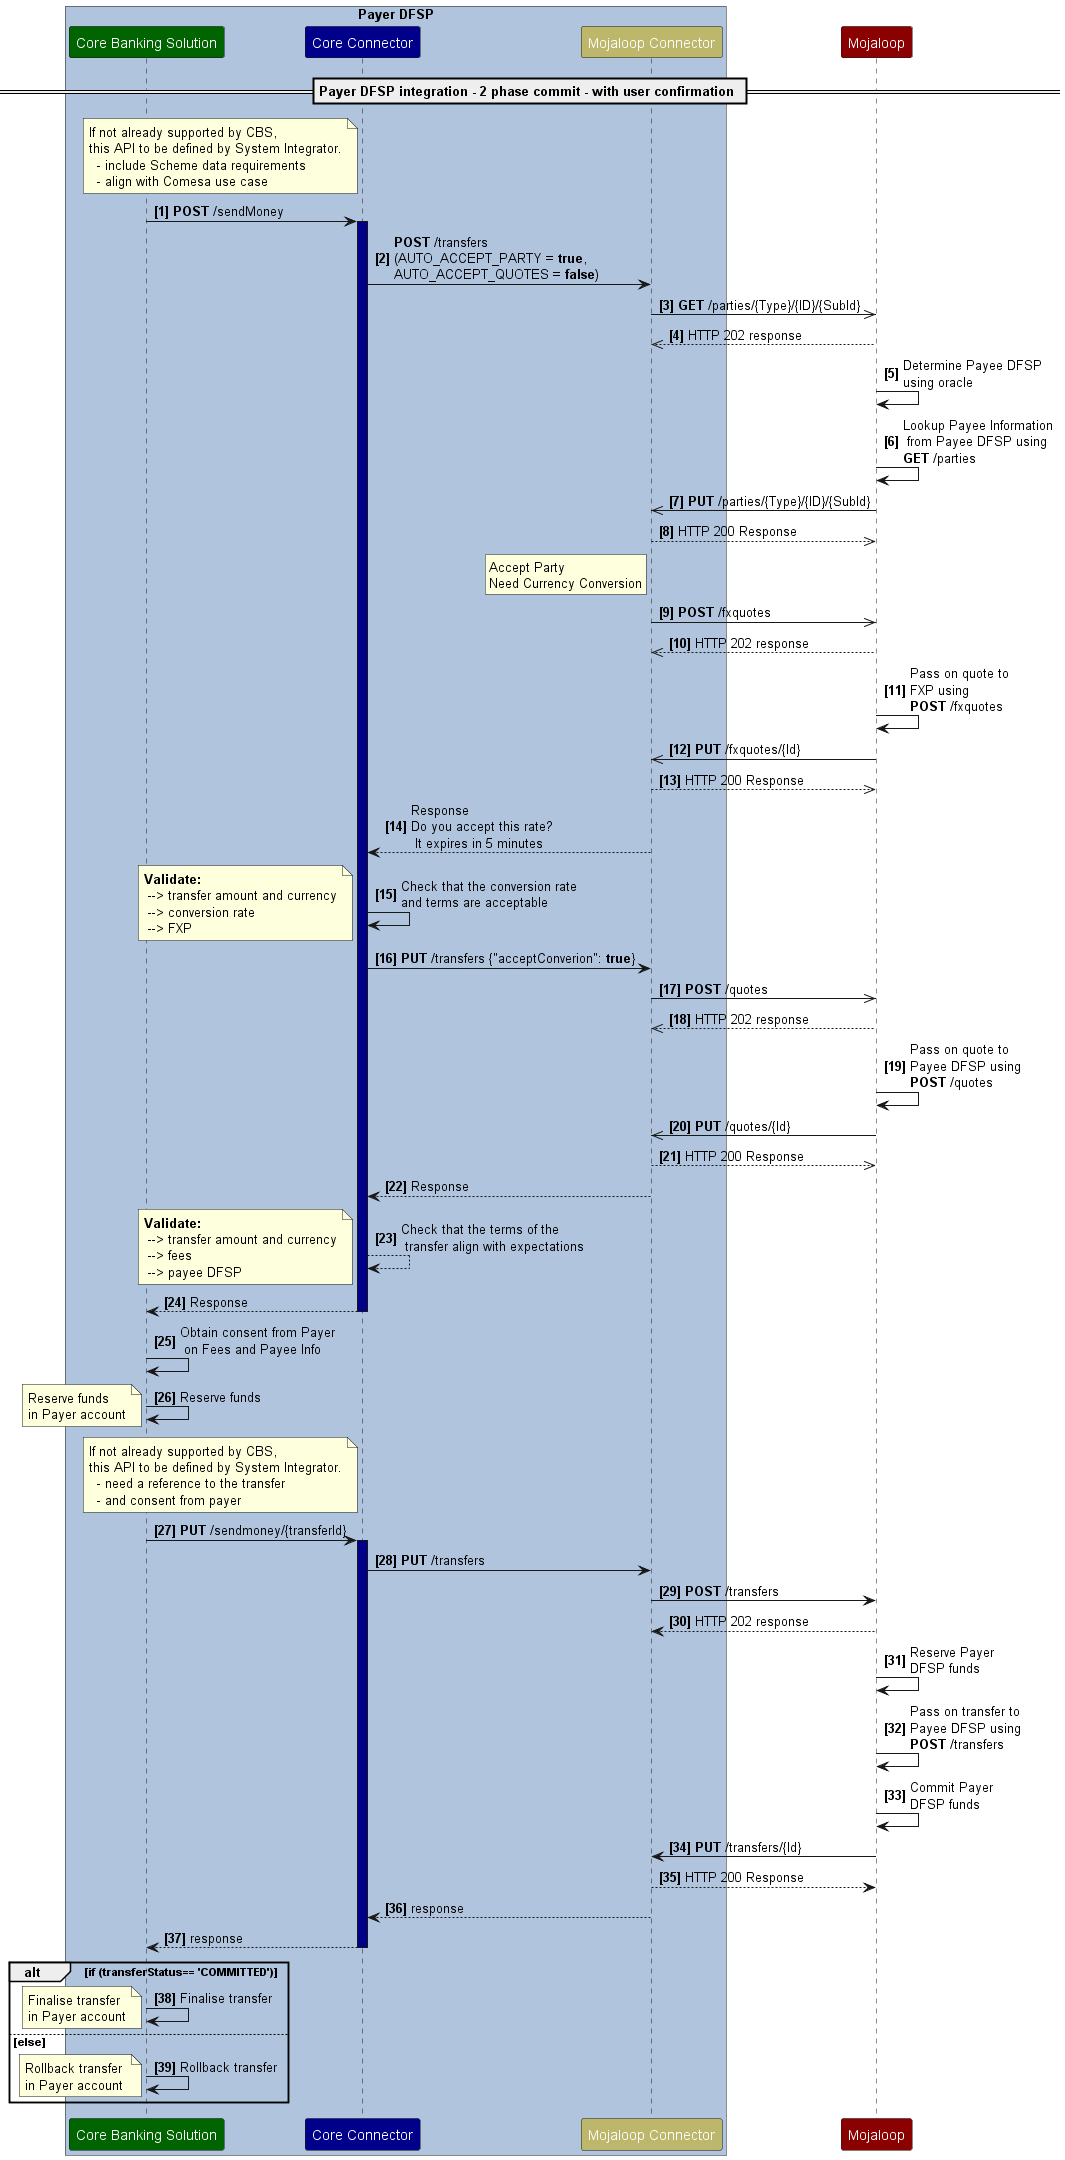 Payer DFSP
Core Banking Solution
Core Connector
Mojaloop Connector
Mojaloop
Payer DFSP integration - 2 phase commit - with user confirmation
If not already supported by CBS,
this API to be defined by System Integrator.
- include Scheme data requirements
- align with Comesa use case
[1] POST /sendMoney
POST /transfers
[2] (AUTO_ACCEPT_PARTY = true,
AUTO_ACCEPT_QUOTES = false)
[3] GET /parties/{Type}/{ID}/{SubId}
[4] HTTP 202 response
[5] Determine Payee DFSP
using oracle
Lookup Payee Information
[6] from Payee DFSP using
GET /parties
[7] PUT /parties/{Type}/{ID}/{SubId}
[8] HTTP 200 Response
Accept Party
Need Currency Conversion
[9] POST /fxquotes
[10] HTTP 202 response
Pass on quote to
[11] FXP using
POST /fxquotes
[12] PUT /fxquotes/{Id}
[13] HTTP 200 Response
Response
[14] Do you accept this rate?
It expires in 5 minutes
Validate:
--> transfer amount and currency
--> conversion rate
--> FXP
[15] Check that the conversion rate
and terms are acceptable
[16] PUT /transfers {"acceptConverion": true}
[17] POST /quotes
[18] HTTP 202 response
Pass on quote to
[19] Payee DFSP using
POST /quotes
[20] PUT /quotes/{Id}
[21] HTTP 200 Response
[22] Response
Validate:
--> transfer amount and currency
--> fees
--> payee DFSP
[23] Check that the terms of the
transfer align with expectations
[24] Response
[25] Obtain consent from Payer
on Fees and Payee Info
Reserve funds
in Payer account
[26] Reserve funds
If not already supported by CBS,
this API to be defined by System Integrator.
- need a reference to the transfer
- and consent from payer
[27] PUT /sendmoney/{transferId}
[28] PUT /transfers
[29] POST /transfers
[30] HTTP 202 response
[31] Reserve Payer
DFSP funds
Pass on transfer to
[32] Payee DFSP using
POST /transfers
[33] Commit Payer
DFSP funds
[34] PUT /transfers/{Id}
[35] HTTP 200 Response
[36] response
[37] response
alt [if (transferStatus== 'COMMITTED')]
Finalise transfer
in Payer account
[38] Finalise transfer
[else]
Rollback transfer
in Payer account
[39] Rollback transfer
Core Banking Solution
Core Connector
Mojaloop Connector
Mojaloop